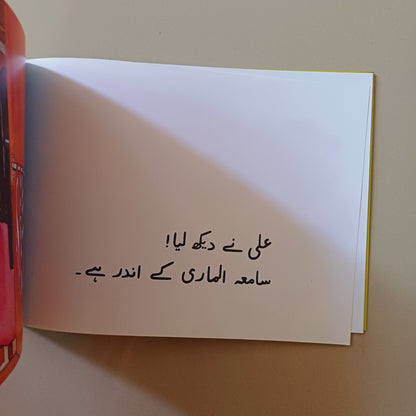 علی نے دیکھ لیا!
سامعہ الماری کے اندر ہے۔